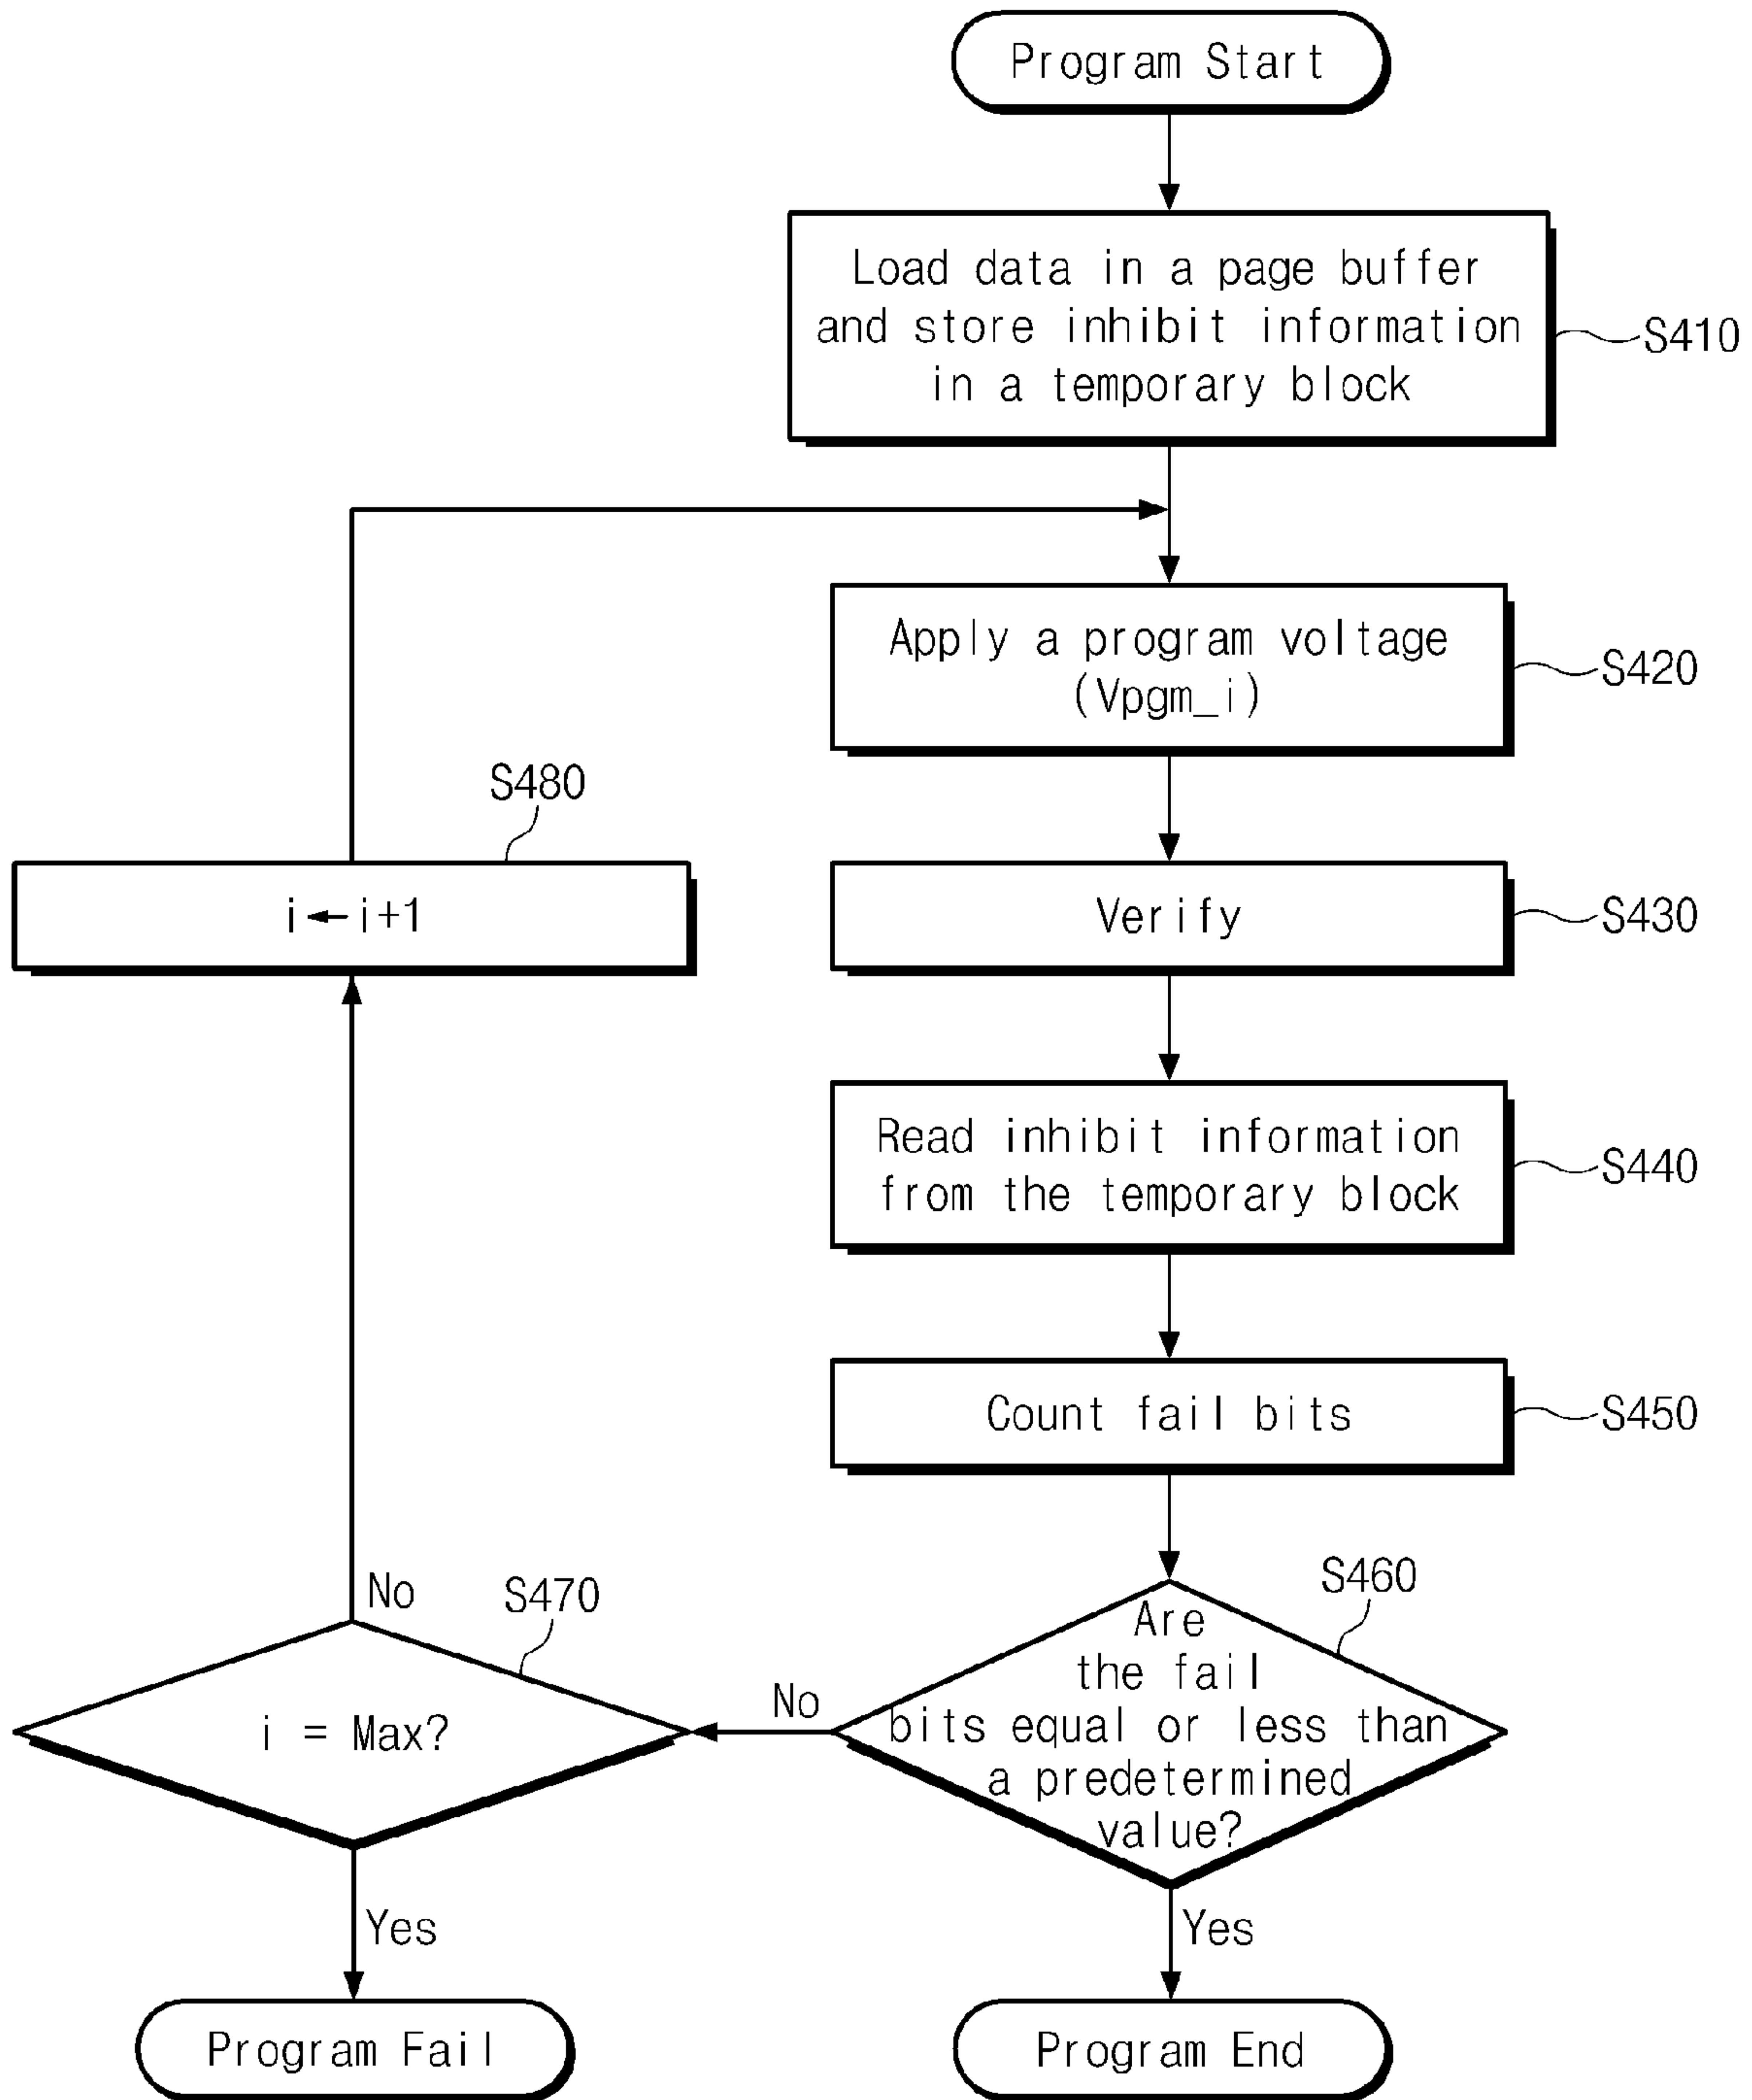 Program Start
Load data in a page buffer
and store inhibit information
in a temporary block
S410
Apply a program voltage
(Vpgm_i)
S420
S480
i←i+1
Verify
S430
Read inhibit information
from the temporary block
S440
Count fail bits
S450
No
S470
S460
Are
the fail
bits equal or less than
a predetermined
value?
No
i = Max?
Yes
Yes
Program Fail
Program End